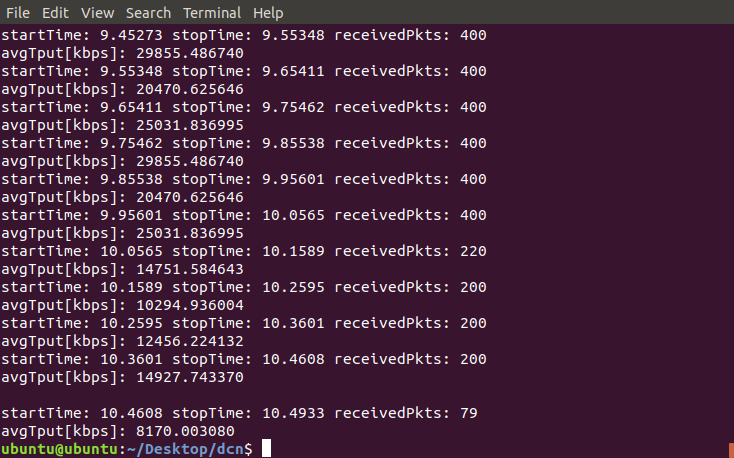 File Edit View Search Terminal Help
startTime: 9.45273 stopTime: 9.55348 receivedPkts: 400
avgTput[kbps]: 29855.486740
startTime: 9.55348 stopTime: 9.65411 receivedPkts: 400
avgTput[kbps]: 20470.625646
startTime: 9.65411 stopTime: 9.75462 receivedPkts: 400
avgTput[kbps]: 25031.836995
startTime: 9.75462 stopTime: 9.85538 receivedPkts: 400
avgTput[kbps]: 29855.486740
startTime: 9.85538 stopTime: 9.95601 receivedPkts: 400
avgTput[kbps]: 20470.625646
startTime: 9.95601 stopTime: 10.0565 receivedPkts: 400
avgTput[kbps]: 25031.836995
startTime: 10.0565 stopTime: 10.1589 receivedPkts: 220
avgTput[kbps]: 14751.584643
startTime: 10.1589 stopTime: 10.2595 receivedPkts: 200
avgTput[kbps]: 10294.936004
startTime: 10.2595 stopTime: 10.3601 receivedPkts: 200
avgTput[kbps]: 12456.224132
startTime: 10.3601 stopTime: 10.4608 receivedPkts: 200
avgTput[kbps]: 14927.743370
startTime: 10.4608 stopTime: 10.4933 receivedPkts: 79
avgTput[kbps]: 8170.003080
ubuntu@ubuntu:~/Desktop/dcn$